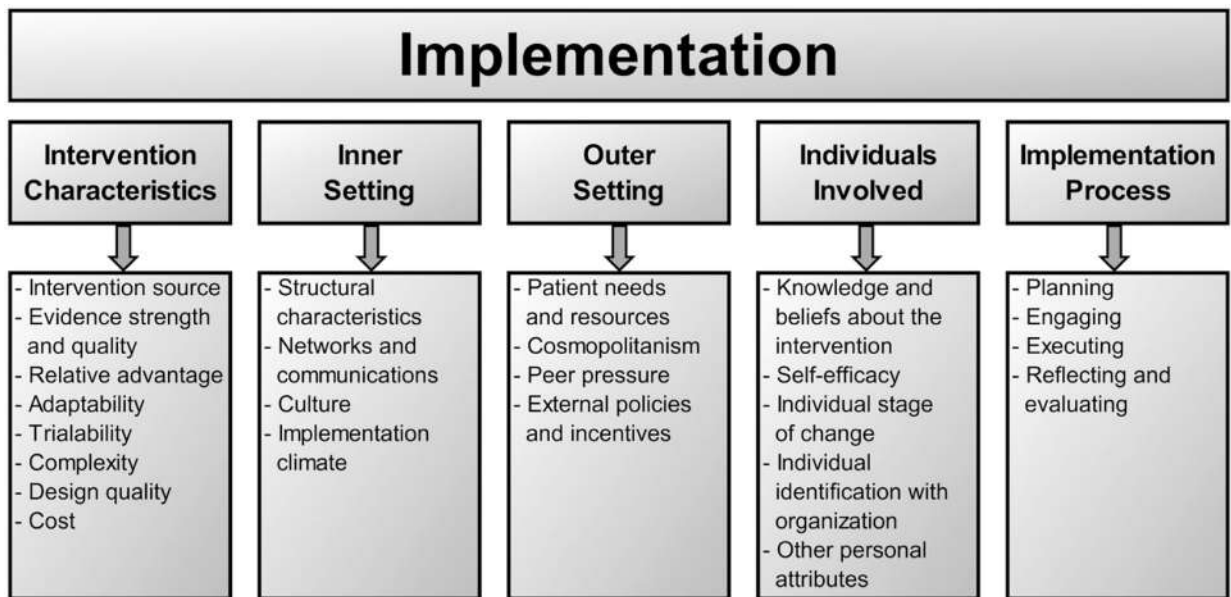 Implementation
Intervention
Characteristics
- Intervention source
- Evidence strength
and quality
- Relative advantage
- Adaptability
- Trialability
- Complexity
- Design quality
- Cost
Inner
Setting
- Structural
characteristics
- Networks and
communications
- Culture
- Implementation
climate
Outer
Setting
- Patient needs
and resources
- Cosmopolitanism
- Peer pressure
- External policies
and incentives
Individuals
Involved
- Knowledge and
beliefs about the
intervention
- Self-efficacy
- Individual stage
of change
- Individual
identification with
organization
- Other personal
attributes
Implementation
Process
- Planning
- Engaging
- Executing
- Reflecting and
evaluating